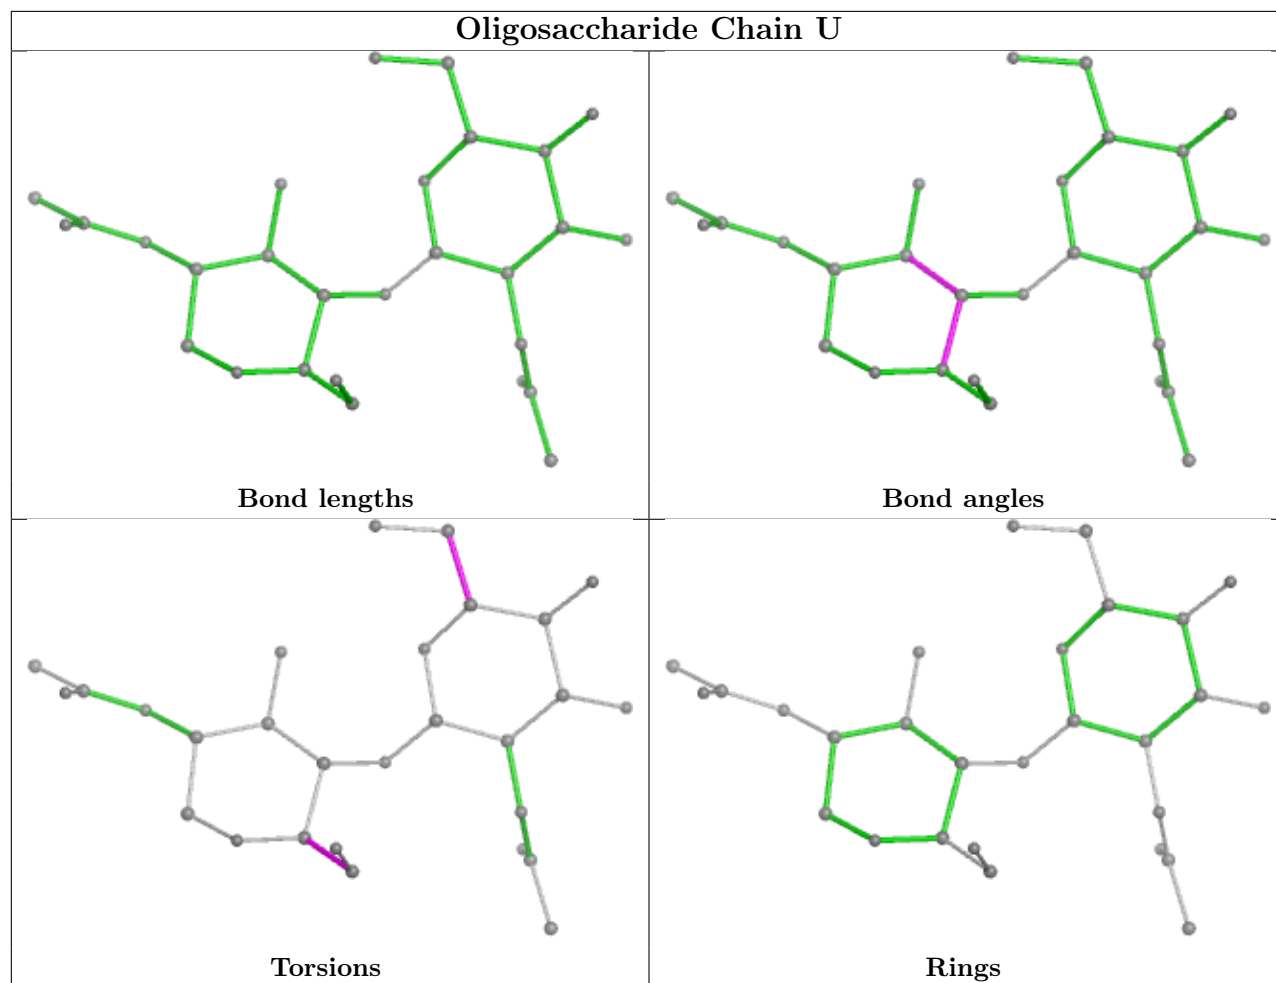 Oligosaccharide Chain U
Bond lengths
Bond angles
Torsions
Rings